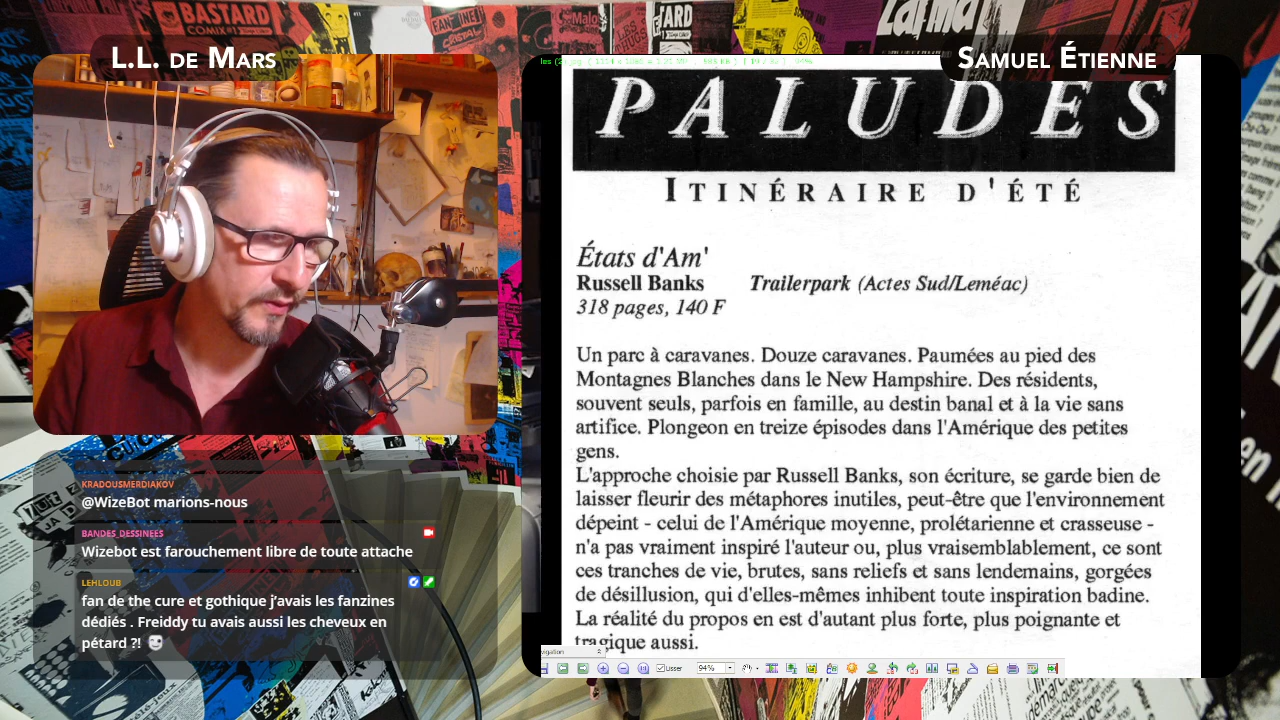 BASTARD
COMIX
FANZINE
Malo
TARD
L.L. de Mars
Samuel Étienne
PALUDES
Itinéraire d'été
États d'Am'
Russell Banks Trailerpark (Actes Sud/Leméac)
318 pages, 140 F
Un parc à caravanes. Douze caravanes. Paumées au pied des
Montagnes Blanches dans le New Hampshire. Des résidents,
souvent seuls, parfois en famille, au destin banal et à la vie sans
artifice. Plongeon en treize épisodes dans l'Amérique des petites
gens.
L'approche choisie par Russell Banks, son écriture, se garde bien de
laisser fleurir des métaphores inutiles, peut-être que l'environnement
dépeint - celui de l'Amérique moyenne, prolétarienne et crasseuse -
n'a pas vraiment inspiré l'auteur ou, plus vraisemblablement, ce sont
ces tranches de vie, brutes, sans reliefs et sans lendemains, gorgées
de désillusion, qui d'elles-mêmes inhibent toute inspiration badine.
La réalité du propos en est d'autant plus forte, plus poignante et
tragique aussi.
vigation
Lisser
94%
KRADOUSMERDIAKOV
@WizeBot marions-nous
BANDES_DESSINEES
Wizebot est farouchement libre de toute attache
LEHLOUB
fan de the cure et gothique j’avais les fanzines
dédiés . Freiddy tu avais aussi les cheveux en
pétard ?!